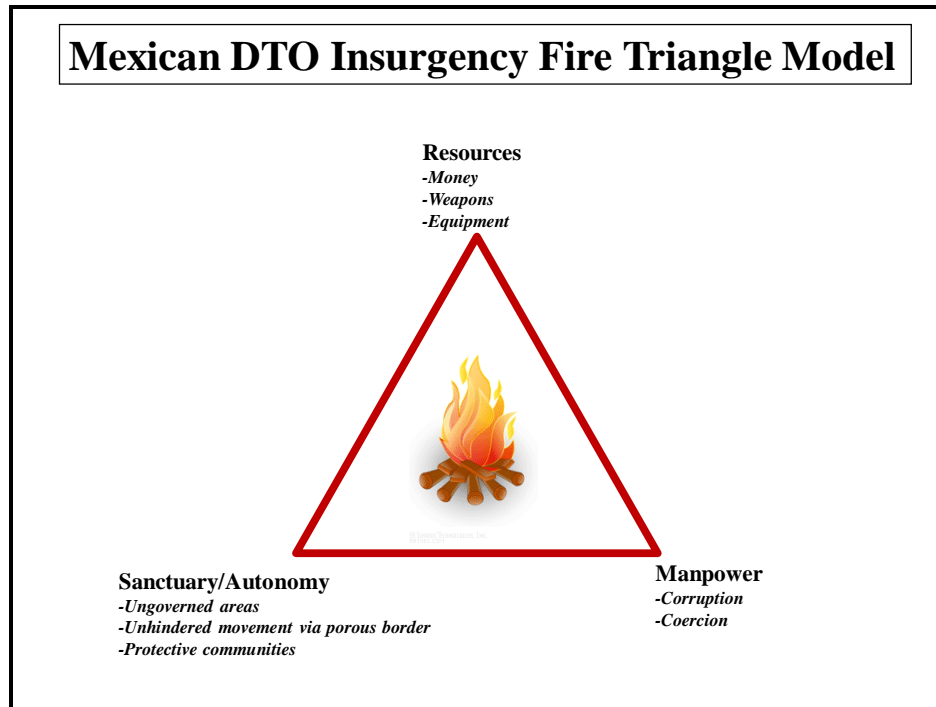 Mexican DTO Insurgency Fire Triangle Model
Resources
-Money
-Weapons
-Equipment
Sanctuary/Autonomy
-Ungoverned areas
-Unhindered movement via porous border
-Protective communities
Manpower
-Corruption
-Coercion